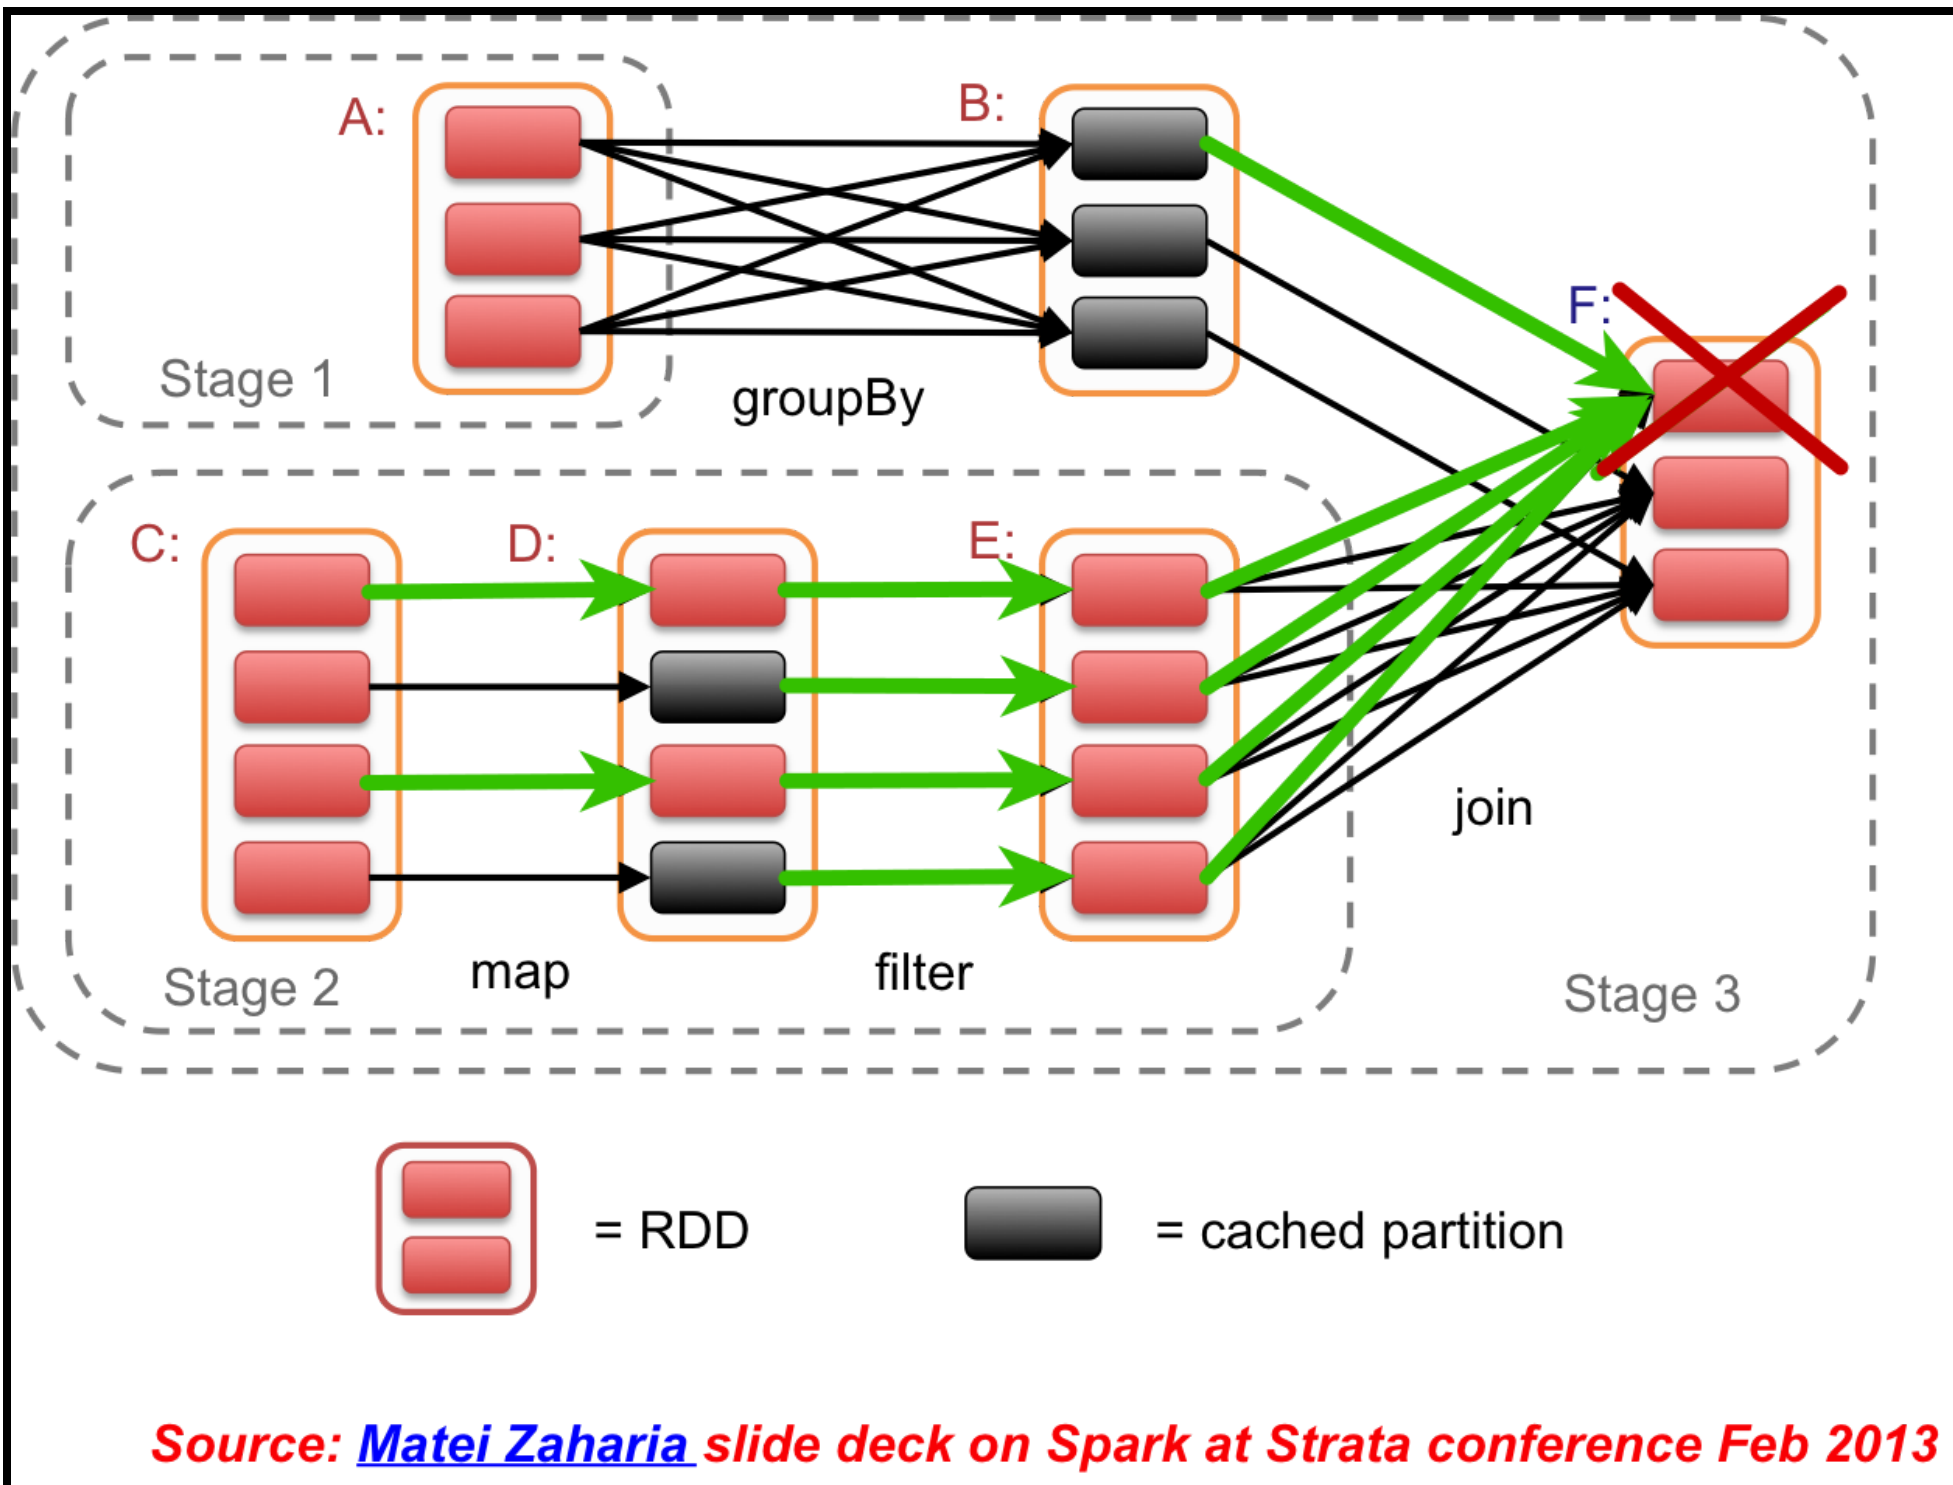 A:
B:
F:
Stage 1
groupBy
C:
D:
E:
join
map
filter
Stage 2
Stage 3
= RDD
= cached partition
Source: Matei Zaharia slide deck on Spark at Strata conference Feb 2013